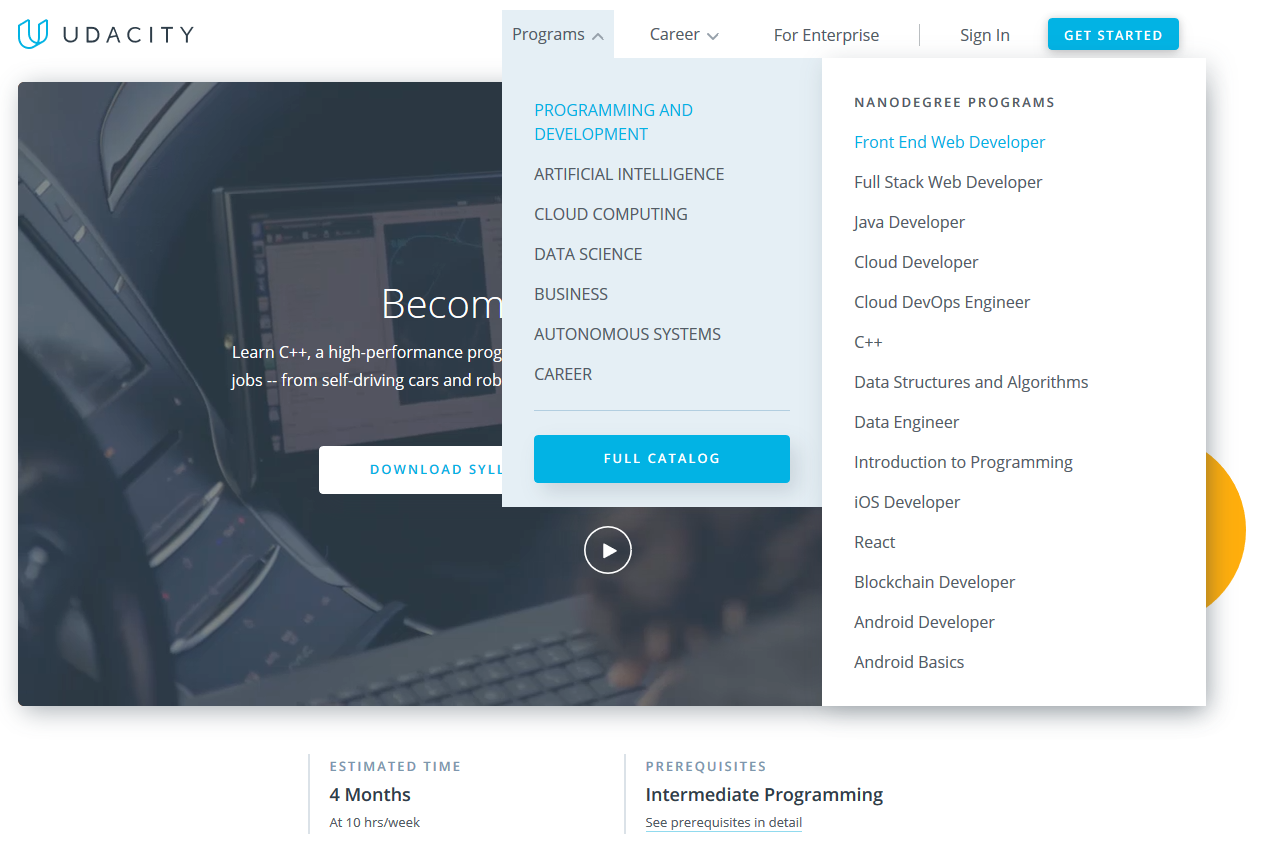 UDACITY
Programs
Career
For Enterprise
Sign In
GET STARTED
PROGRAMMING AND
DEVELOPMENT
ARTIFICIAL INTELLIGENCE
CLOUD COMPUTING
DATA SCIENCE
BUSINESS
AUTONOMOUS SYSTEMS
CAREER
FULL CATALOG
NANODEGREE PROGRAMS
Front End Web Developer
Full Stack Web Developer
Java Developer
Cloud Developer
Cloud DevOps Engineer
C++
Data Structures and Algorithms
Data Engineer
Introduction to Programming
iOS Developer
React
Blockchain Developer
Android Developer
Android Basics
Becom
Learn C++, a high-performance prog
jobs -- from self-driving cars and rob
DOWNLOAD SYLL
ESTIMATED TIME
4 Months
At 10 hrs/week
PREREQUISITES
Intermediate Programming
See prerequisites in detail